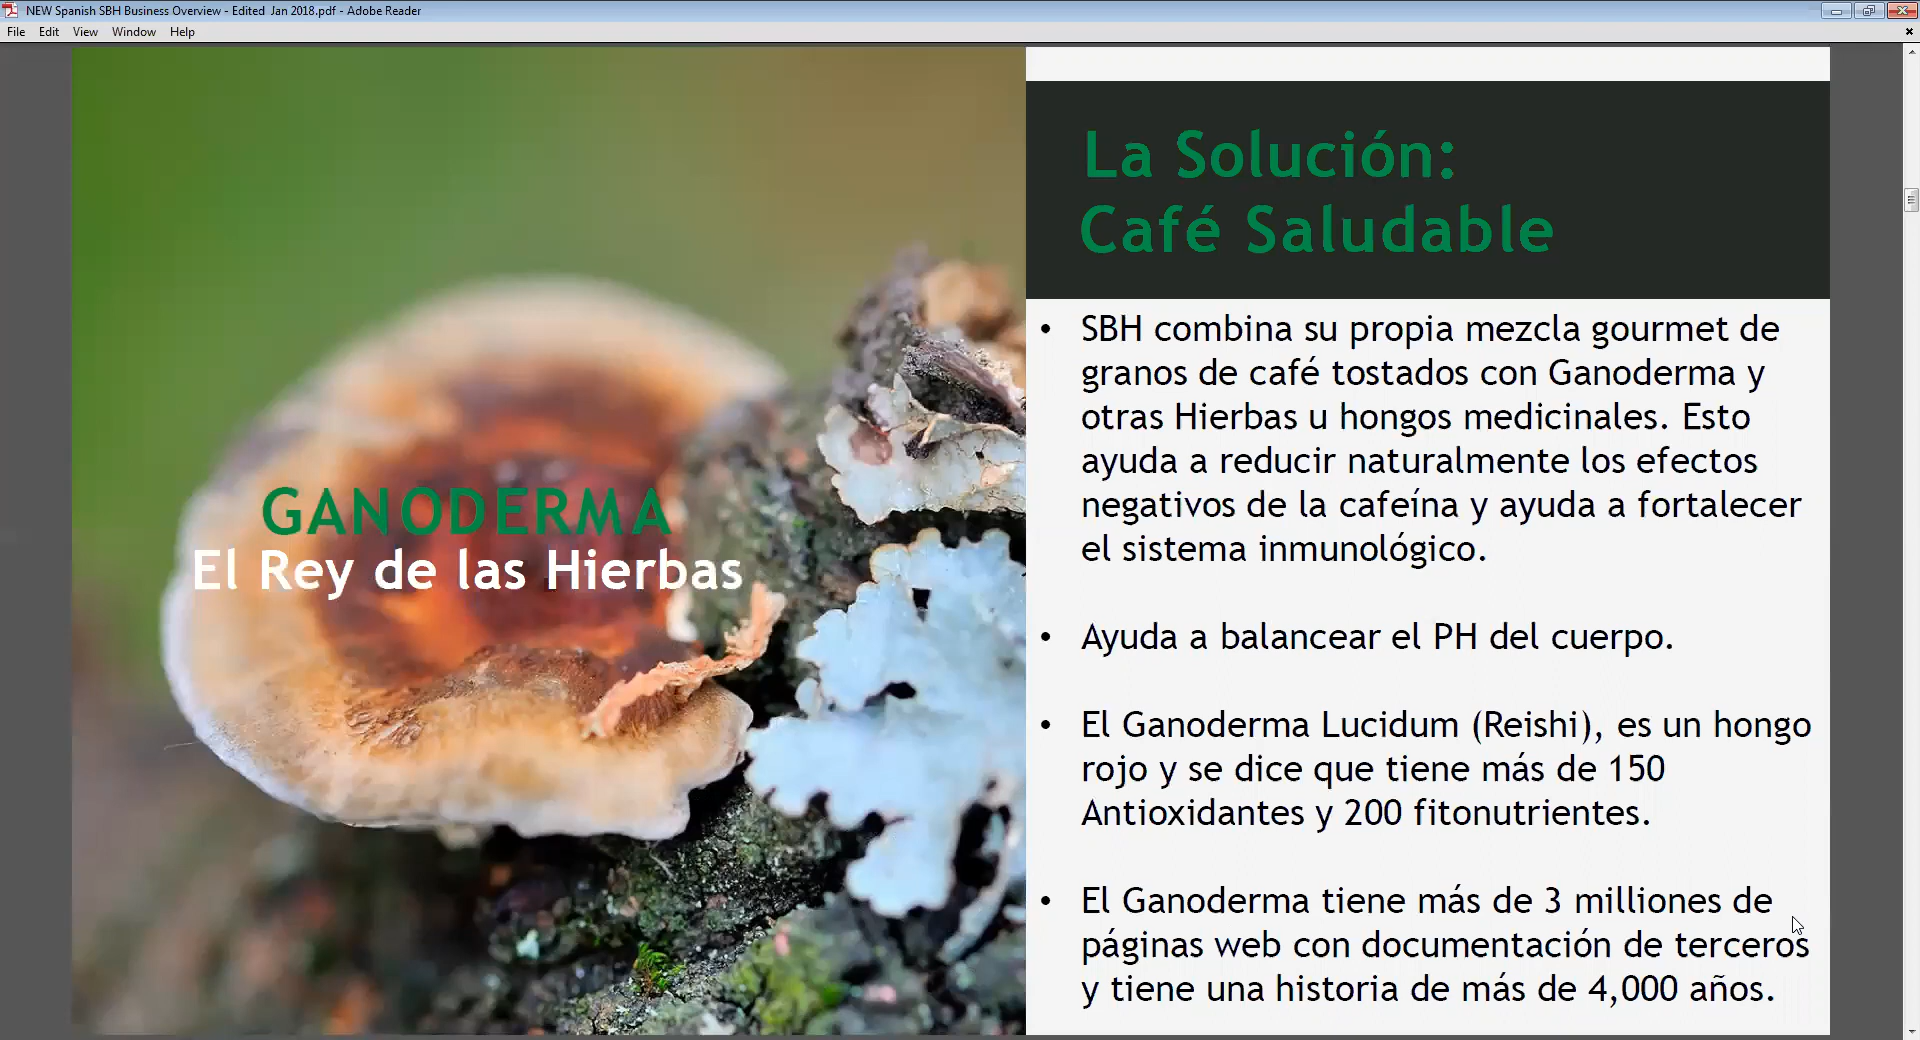 NEW Spanish SBH Business Overview - Edited  Jan 2018.pdf - Adobe Reader
File Edit View Window Help
GANODERMA
El Rey de las Hierbas
La Solución:
Café Saludable
• SBH combina su propia mezcla gourmet de
granos de café tostados con Ganoderma y
otras Hierbas u hongos medicinales. Esto
ayuda a reducir naturalmente los efectos
negativos de la cafeína y ayuda a fortalecer
el sistema inmunológico.
• Ayuda a balancear el PH del cuerpo.
• El Ganoderma Lucidum (Reishi), es un hongo
rojo y se dice que tiene más de 150
Antioxidantes y 200 fitonutrientes.
• El Ganoderma tiene más de 3 milliones de
páginas web con documentación de terceros
y tiene una historia de más de 4,000 años.